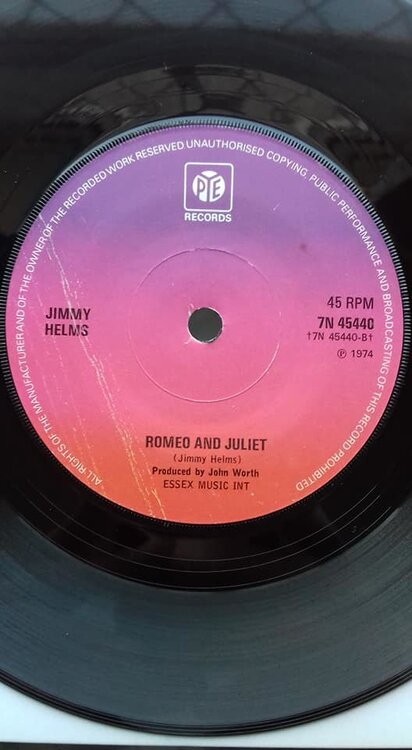 ALL RIGHTS OF THE MANUFACTURER AND OF THE OWNER OF THE RECORDED WORK RESERVED UNAUTHORISED COPYING, PUBLIC PERFORMANCE AND BROADCASTING OF THIS RECORD PROHIBITED
PYE
RECORDS
JIMMY
HELMS
45 RPM
7N 45440
†7N 45440-B†
℗ 1974
ROMEO AND JULIET
(Jimmy Helms)
Produced by John Worth
ESSEX MUSIC INT